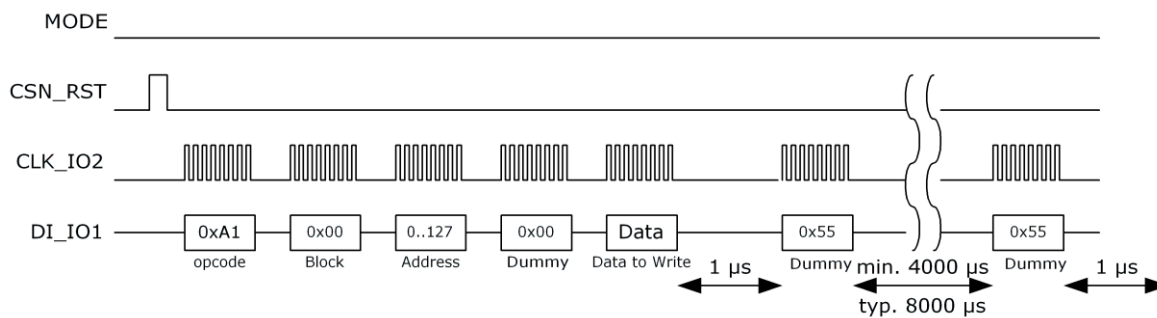 MODE
CSN_RST
CLK_IO2
DI_IO1 0xA1 0x00 0..127 0x00 Data 0x55 0x55
opcode Block Address Dummy Data to Write Dummy Dummy
1 µs min. 4000 µs 1 µs
typ. 8000 µs